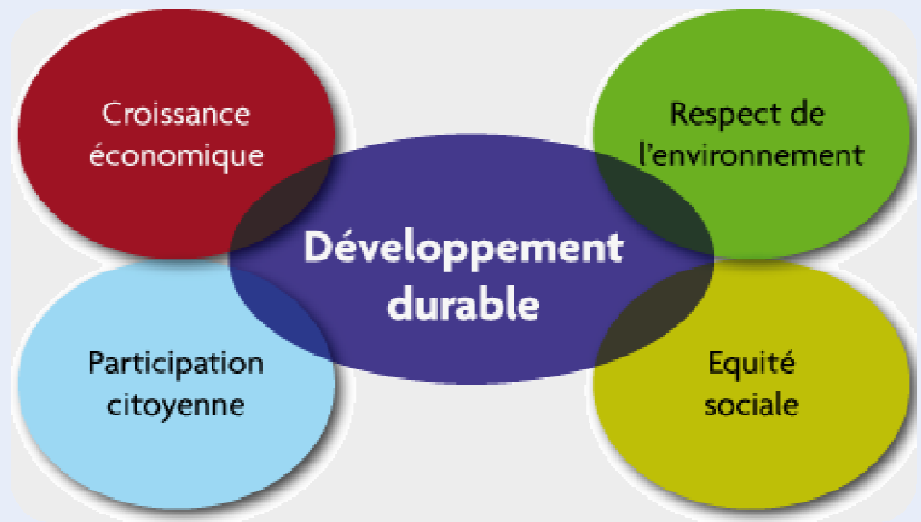 Croissance
économique
Respect de
l'environnement
Développement
durable
Participation
citoyenne
Equité
sociale